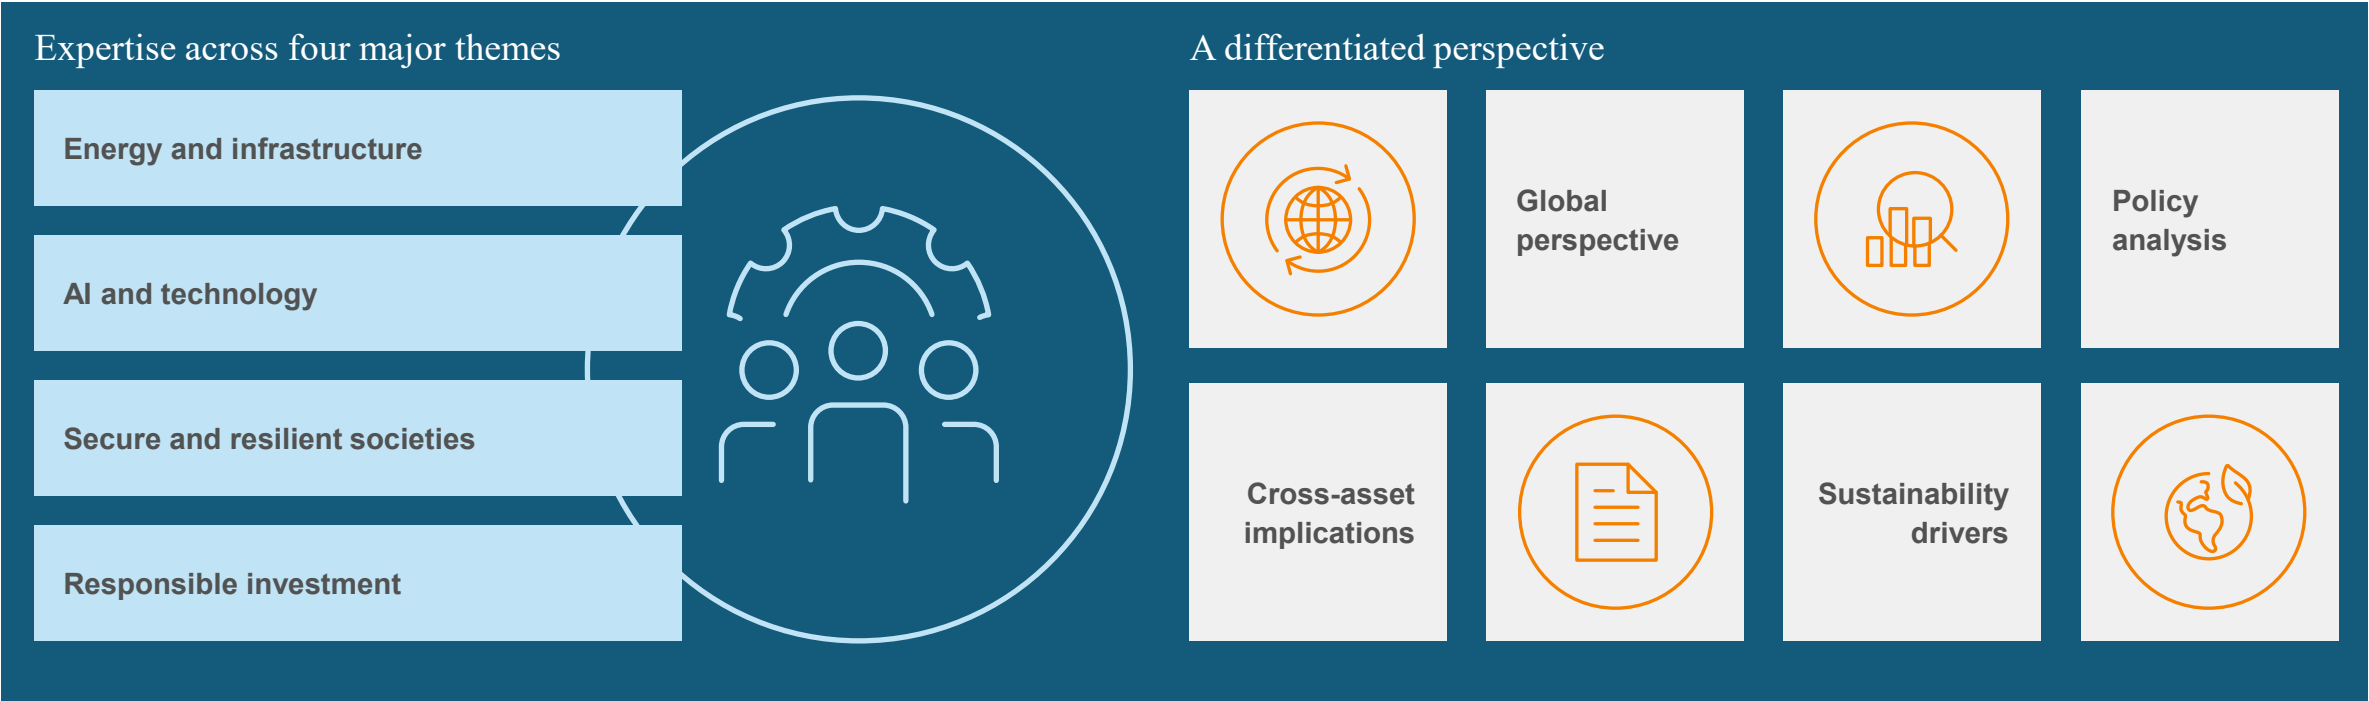 Expertise across four major themes
Energy and infrastructure
AI and technology
Secure and resilient societies
Responsible investment
A differentiated perspective
Global
perspective
Policy
analysis
Cross-asset
implications
Sustainability
drivers